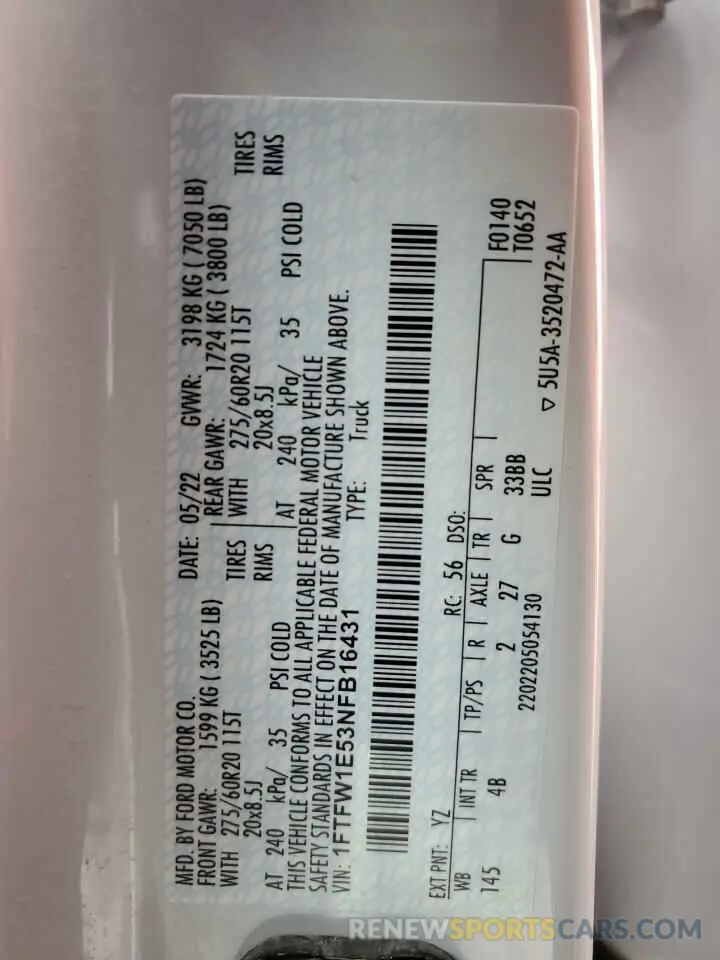 MFD. BY FORD MOTOR CO.
DATE: 05/22 GVWR: 3198 KG ( 7050 LB)
FRONT GAWR: 1599 KG ( 3525 LB)
REAR GAWR: 1724 KG ( 3800 LB)
WITH 275/60R20 115T TIRES
WITH 275/60R20 115T TIRES
20x8.5J RIMS
20x8.5J RIMS
AT 240 kPa/ 35 PSI COLD
AT 240 kPa/ 35 PSI COLD
THIS VEHICLE CONFORMS TO ALL APPLICABLE FEDERAL MOTOR VEHICLE
SAFETY STANDARDS IN EFFECT ON THE DATE OF MANUFACTURE SHOWN ABOVE.
VIN: 1FTFW1E53NFB16431 TYPE: Truck
EXT PNT: YZ RC: 56 DSO:
WB INT TR TP/PS R AXLE TR SPR F0140
145 4B 2 27 G 33BB T0652
2202205054130 ULC
▽ 5U5A-3520472-AA
RENEWSPORTSCARS.COM